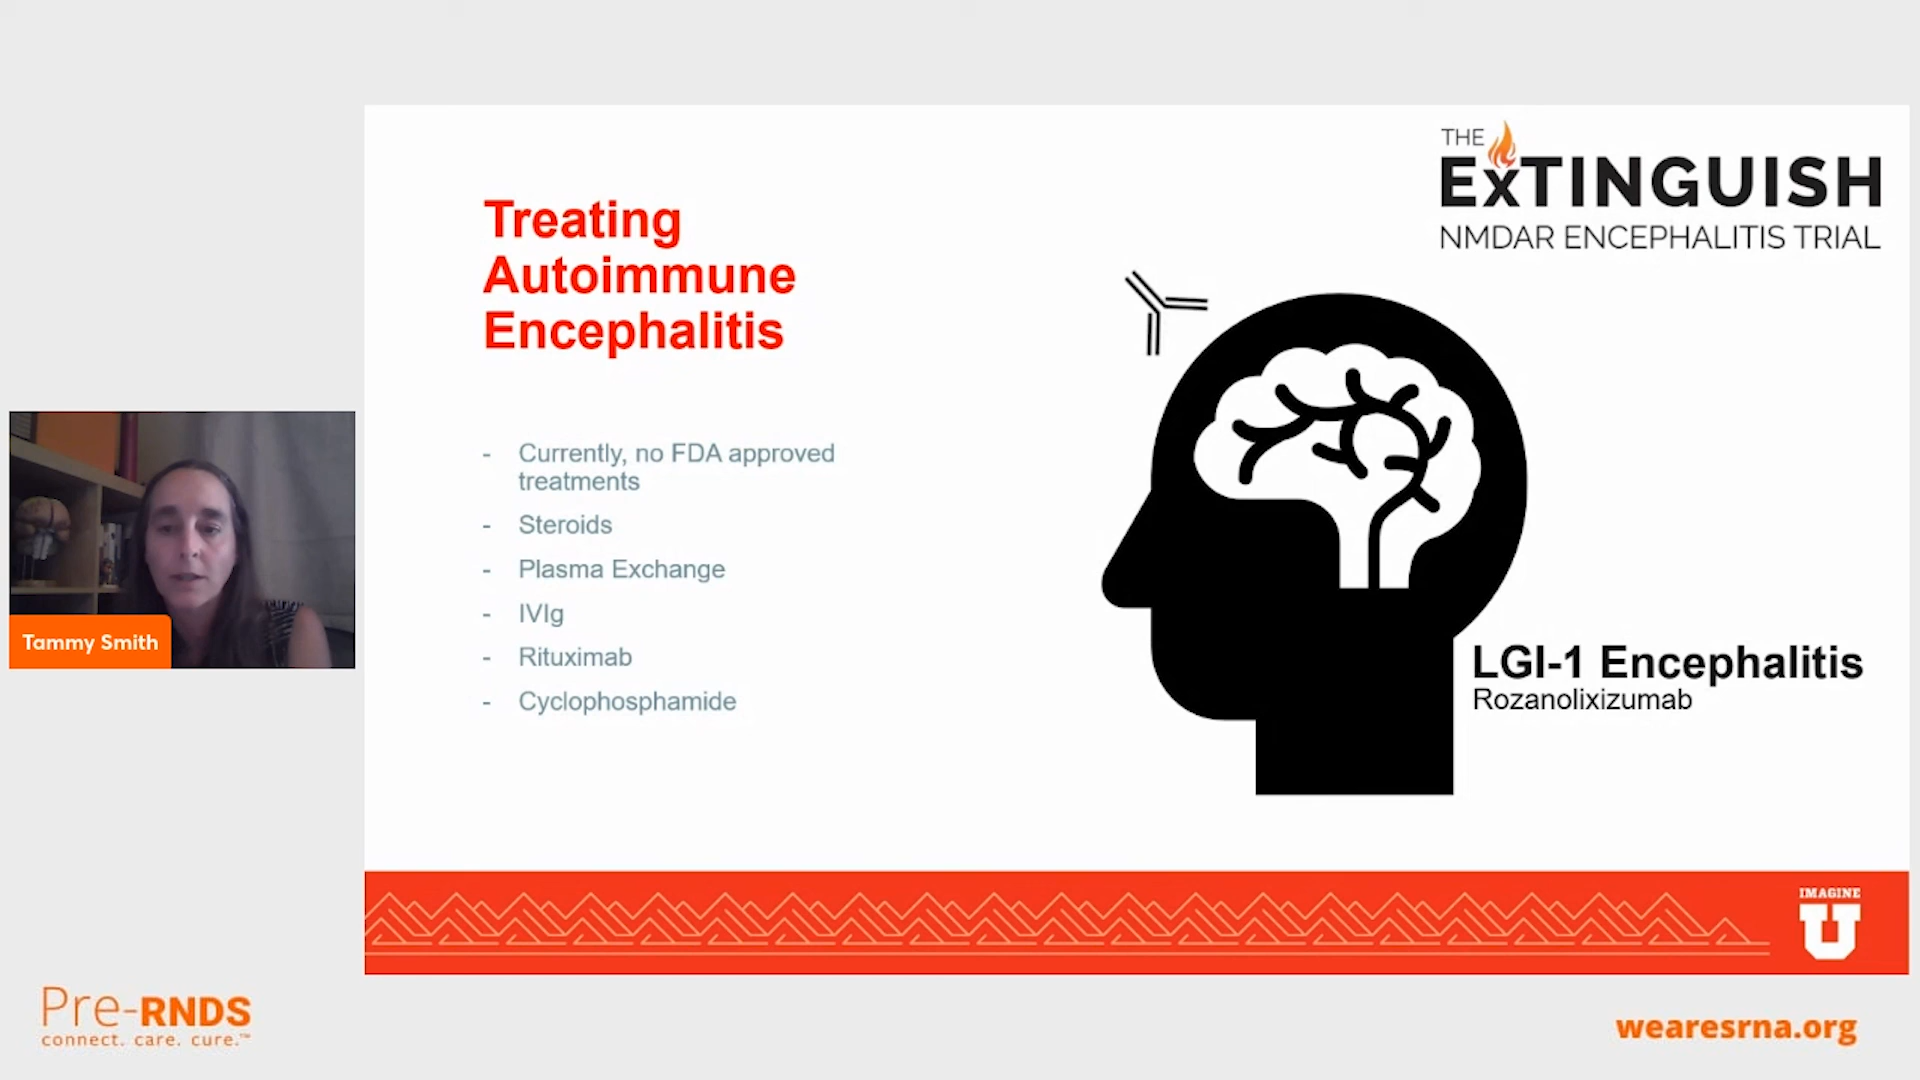 THE
ExTINGUISH
NMDAR ENCEPHALITIS TRIAL
Treating
Autoimmune
Encephalitis
- Currently, no FDA approved
treatments
- Steroids
- Plasma Exchange
- IVIg
- Rituximab
- Cyclophosphamide
Tammy Smith
LGI-1 Encephalitis
Rozanolixizumab
IMAGINE
U
Pre-RNDS
connect. care. cure.™
wearesrna.org